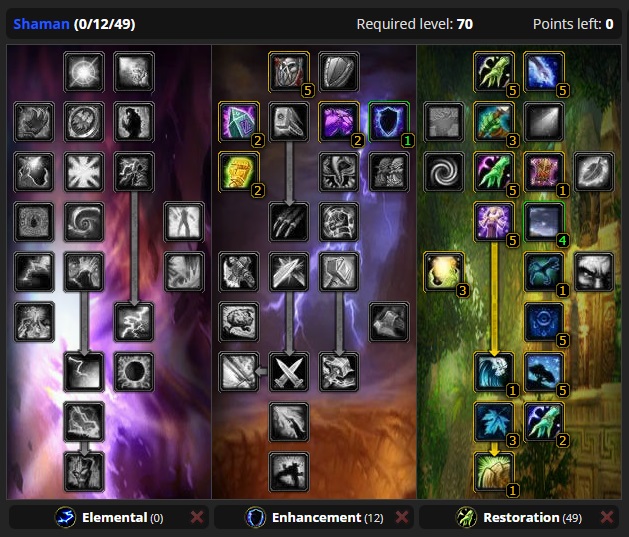 Shaman (0/12/49) Required level: 70 Points left: 0
5 5 5
2 2 1 3
2 5 1
5 4
3 1
5
1 5
3 2
1
Elemental (0) Enhancement (12) Restoration (49)